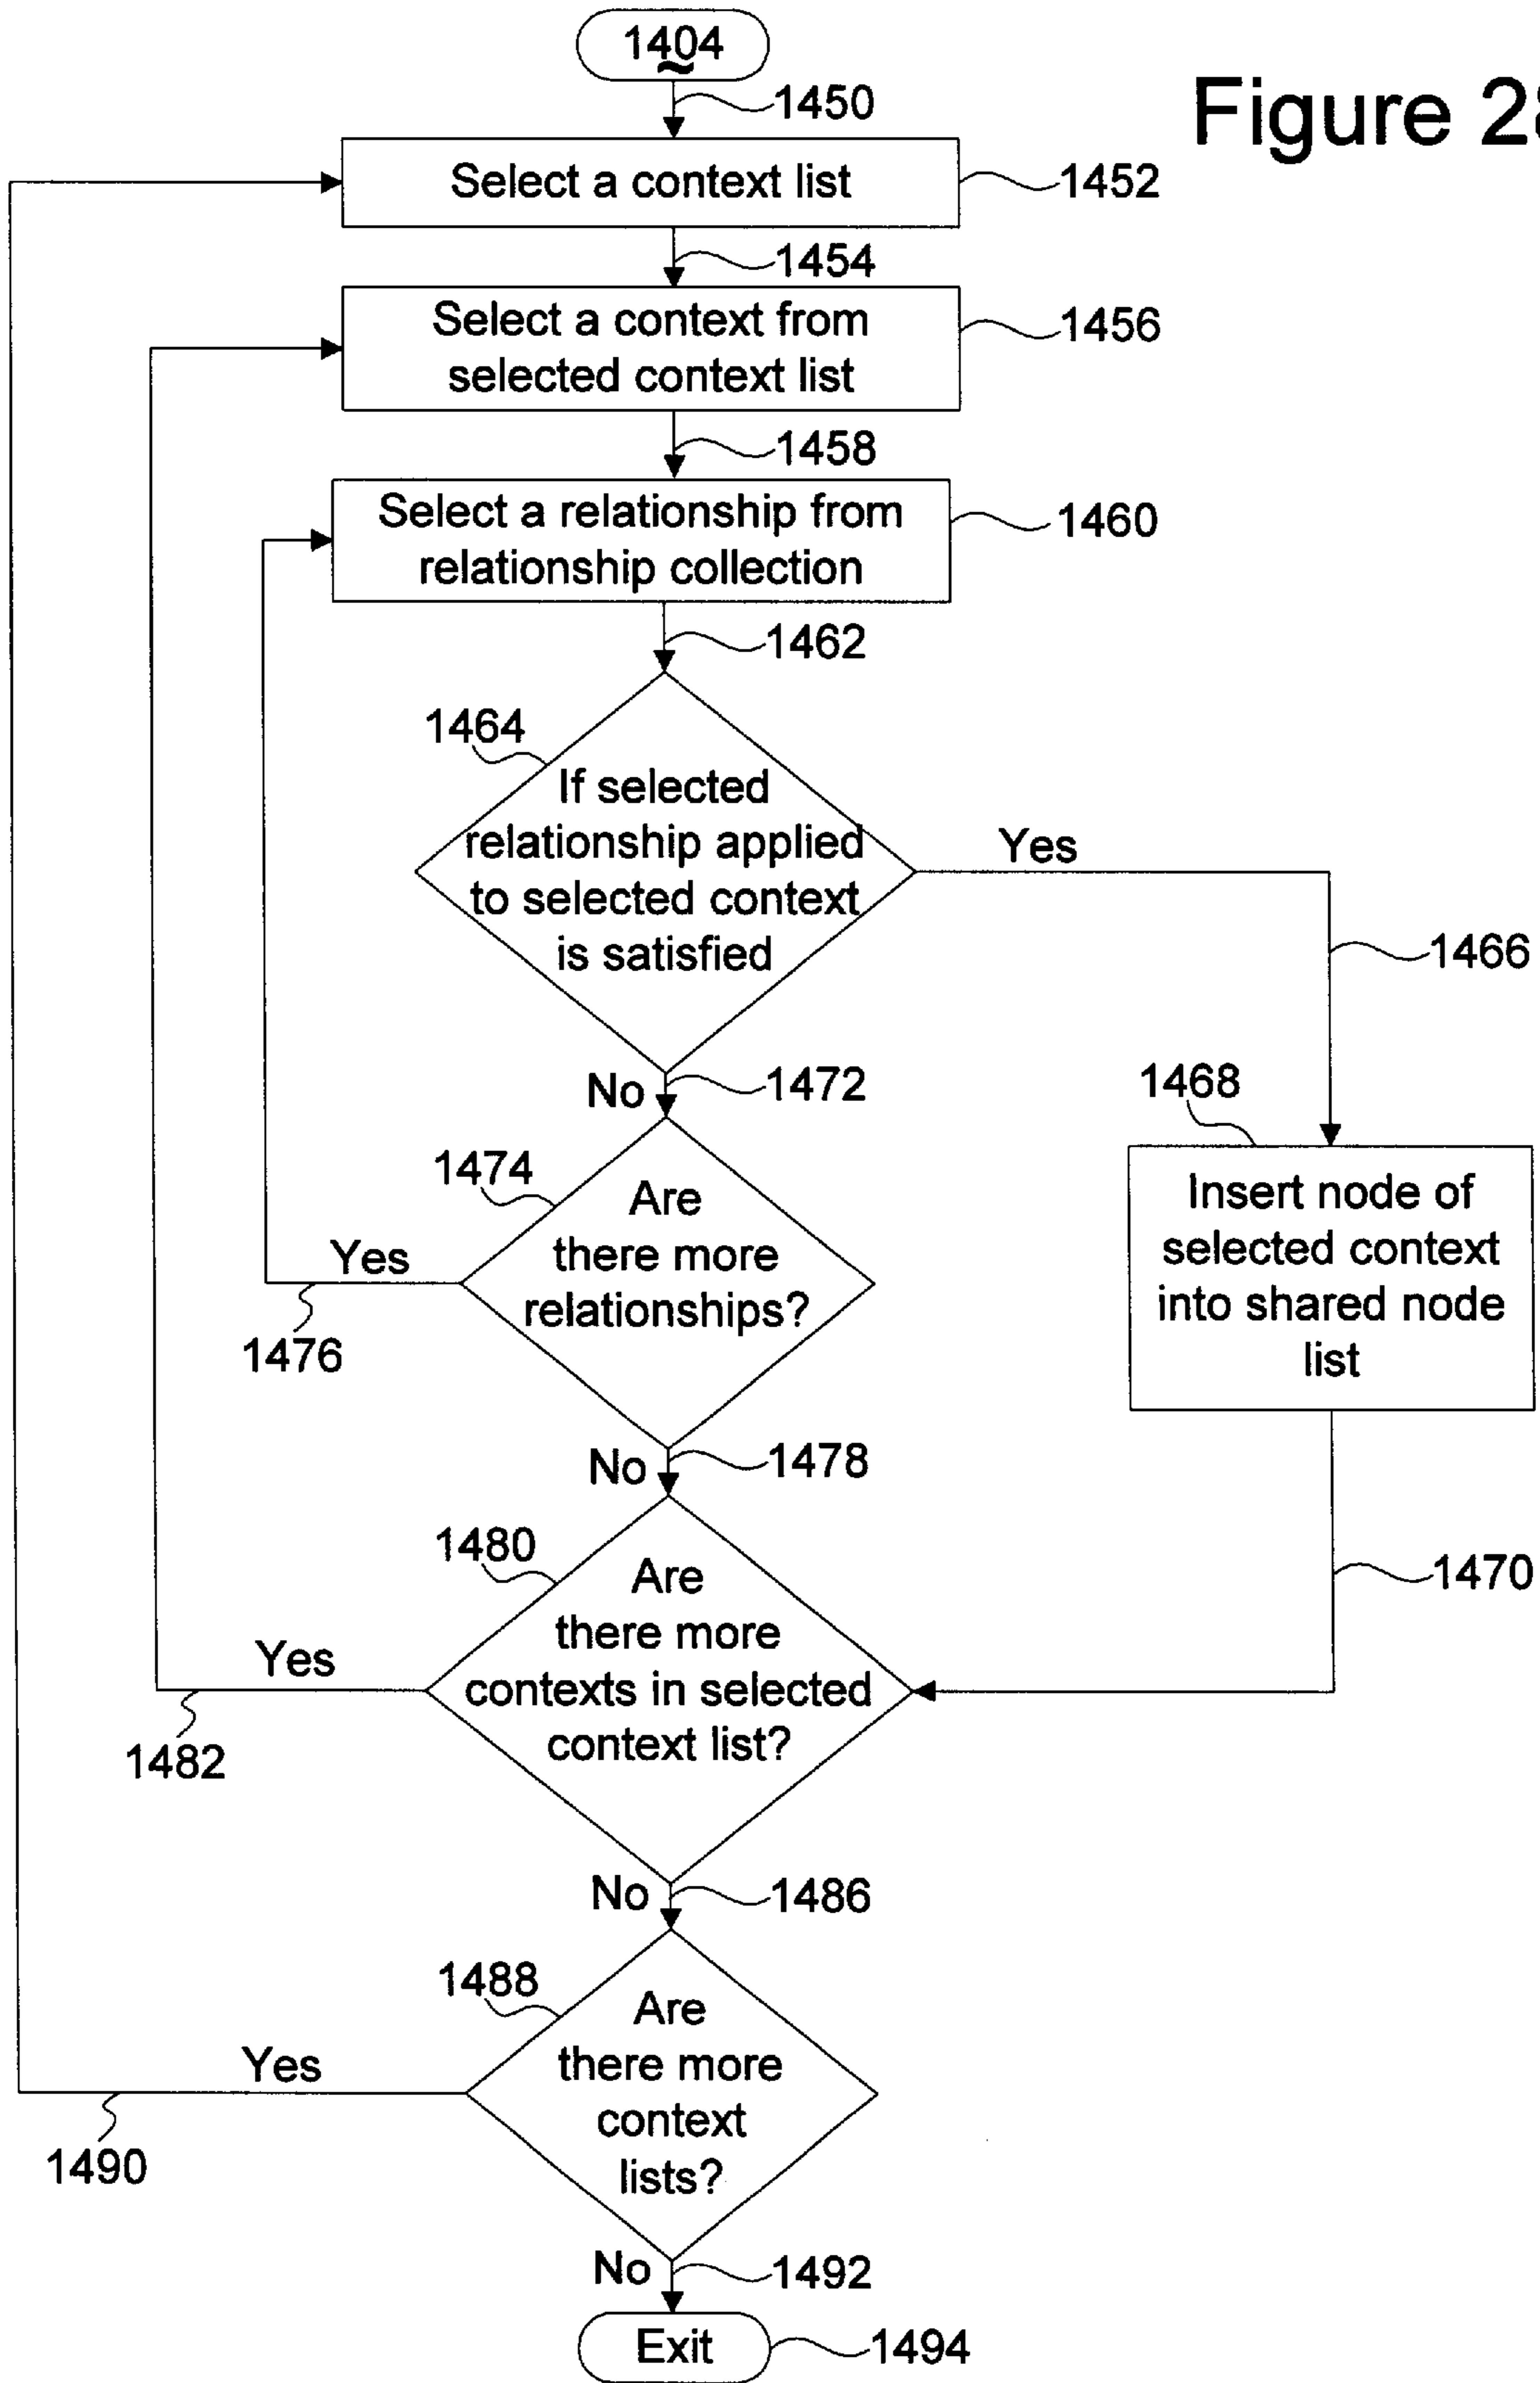 1404
1450
Figure 2
Select a context list
1452
1454
Select a context from
selected context list
1456
1458
Select a relationship from
relationship collection
1460
1462
1464
If selected
relationship applied
to selected context
is satisfied
Yes
1466
No
1472
1468
Insert node of
selected context
into shared node
list
1474
Are
there more
relationships?
Yes
1476
No
1478
1470
1480
Are
there more
contexts in selected
context list?
Yes
1482
No
1486
1488
Are
there more
context
lists?
Yes
1490
No
1492
Exit
1494